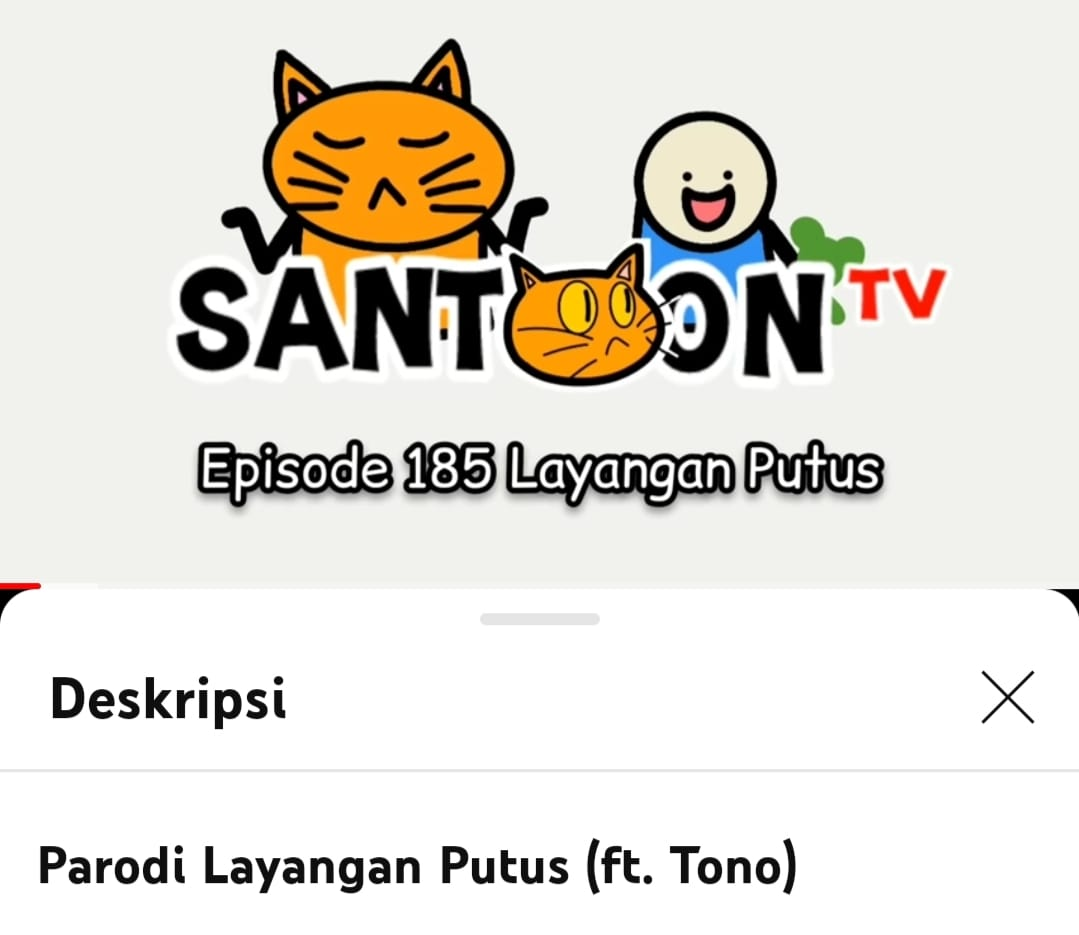 SANTOON TV
Episode 185 Layangan Putus
Deskripsi
Parodi Layangan Putus (ft. Tono)